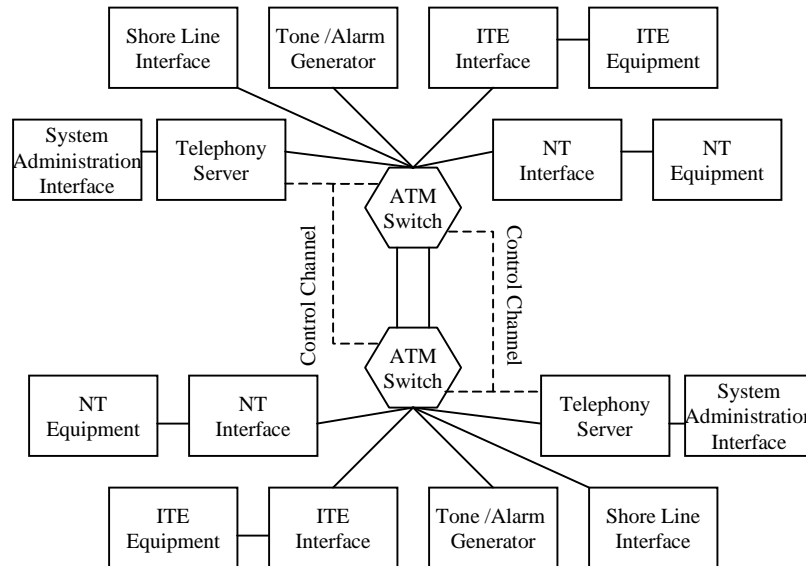 Shore Line
Interface
Tone /Alarm
Generator
ITE
Interface
ITE
Equipment
System
Administration
Interface
Telephony
Server
NT
Interface
NT
Equipment
ATM
Switch
Control Channel
Control Channel
ATM
Switch
NT
Equipment
NT
Interface
Telephony
Server
System
Administration
Interface
ITE
Equipment
ITE
Interface
Tone /Alarm
Generator
Shore Line
Interface